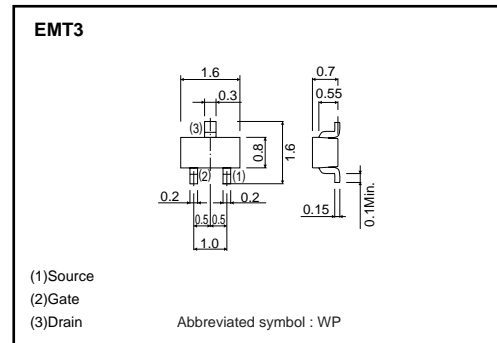 EMT3
1.6
0.3
(3)
0.8
1.6
(2)
(1)
0.2
0.2
0.5 0.5
1.0
0.7
0.55
0.15
0.1Min.
(1)Source
(2)Gate
(3)Drain
Abbreviated symbol : WP